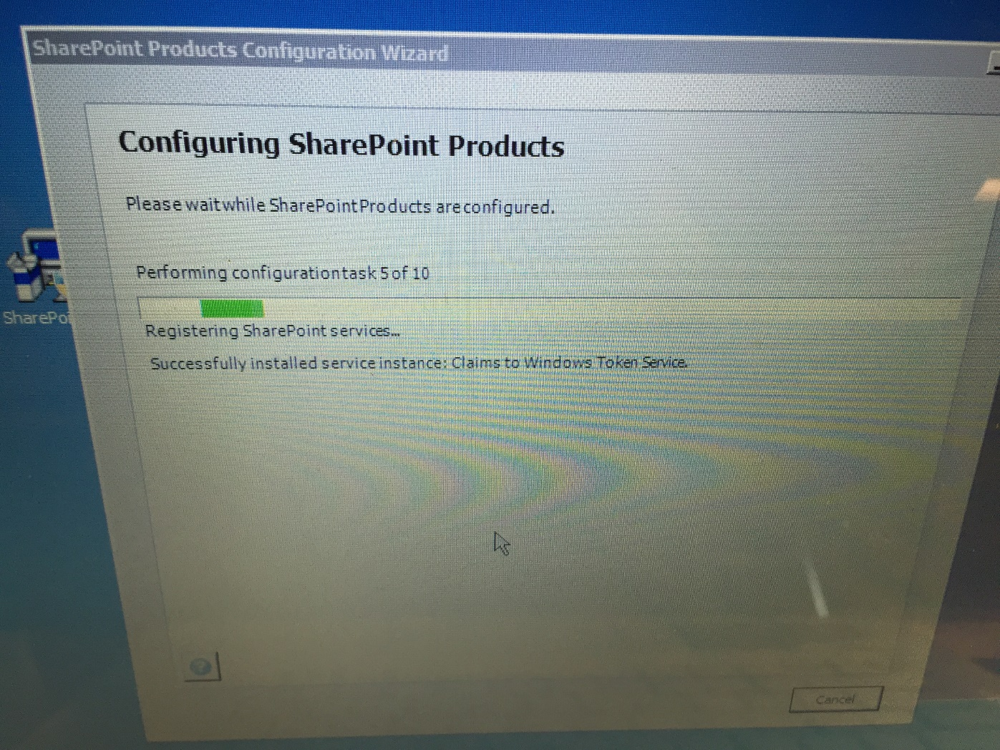 SharePoint Products Configuration Wizard
Configuring SharePoint Products
Please wait while SharePoint Products are configured.
Performing configuration task 5 of 10
SharePoi
Registering SharePoint services...
Successfully installed service instance: Claims to Windows Token Service.
Cancel